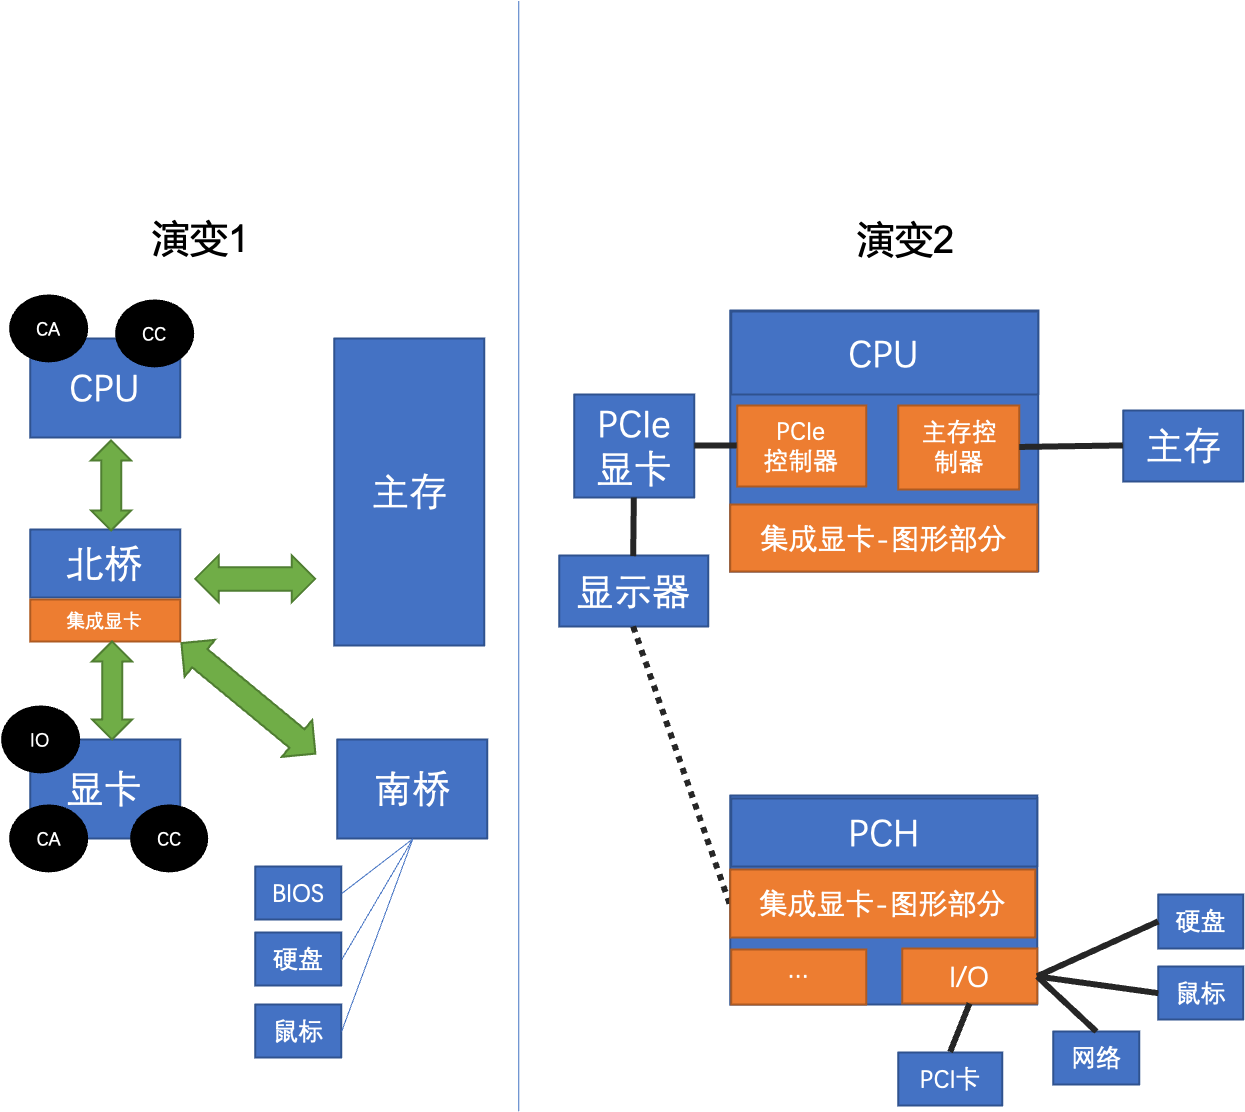 演变1
CA
CC
CPU
北桥
集成显卡
主存
IO
显卡
CA
CC
南桥
BIOS
硬盘
鼠标
演变2
CPU
PCIe
显卡
PCIe
控制器
主存控
制器
主存
集成显卡-图形部分
显示器
PCH
集成显卡-图形部分
...
I/O
硬盘
鼠标
网络
PCI卡